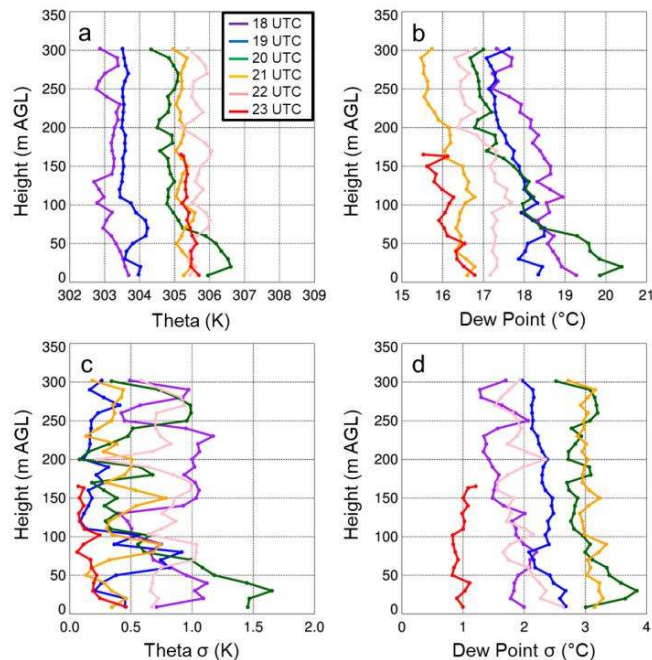 a
18 UTC
19 UTC
20 UTC
21 UTC
22 UTC
23 UTC
350
300
250
200
150
100
50
0
Height (m AGL)
302 303 304 305 306 307 308 309
Theta (K)
b
350
300
250
200
150
100
50
0
Height (m AGL)
15 16 17 18 19 20 21
Dew Point (°C)
c
350
300
250
200
150
100
50
0
Height (m AGL)
0.0 0.5 1.0 1.5 2.0
Theta σ (K)
d
350
300
250
200
150
100
50
0
Height (m AGL)
0 1 2 3 4
Dew Point σ (°C)